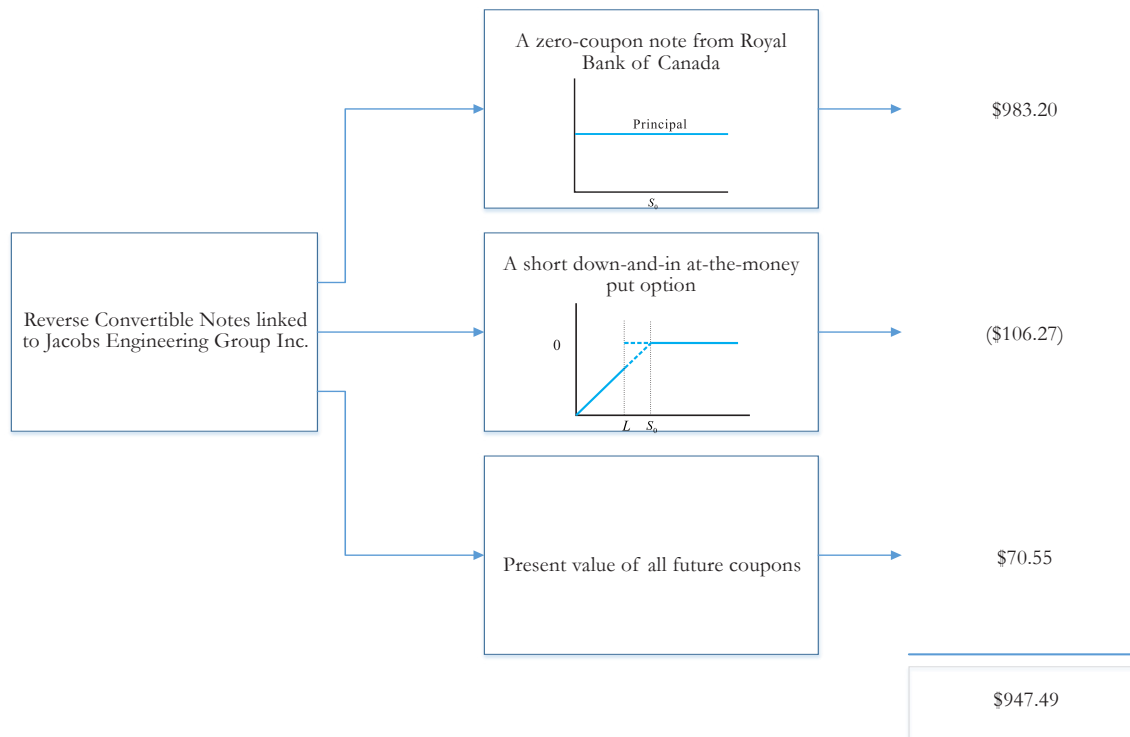 Reverse Convertible Notes linked
to Jacobs Engineering Group Inc.
A zero-coupon note from Royal
Bank of Canada
Principal
S₀
$983.20
A short down-and-in at-the-money
put option
0
L S₀
($106.27)
Present value of all future coupons
$70.55
$947.49